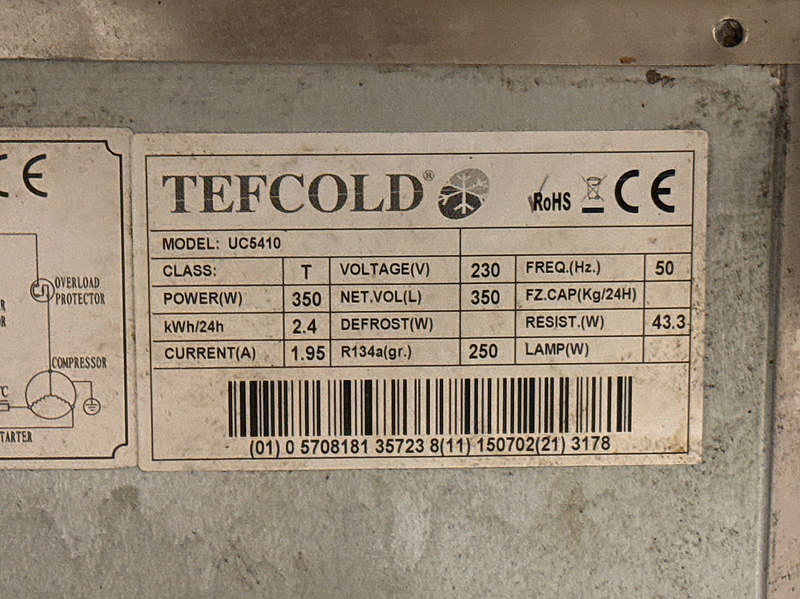 CE
OVERLOAD
PROTECTOR
COMPRESSOR
TEFCOLD® RoHS CE
MODEL: UC5410
CLASS: T VOLTAGE(V) 230 FREQ.(Hz.) 50
POWER(W) 350 NET.VOL(L) 350 FZ.CAP(Kg/24H)
kWh/24h 2.4 DEFROST(W) RESIST.(W) 43.3
CURRENT(A) 1.95 R134a(gr.) 250 LAMP(W)
(01) 0 5708181 35723 8(11) 150702(21) 3178